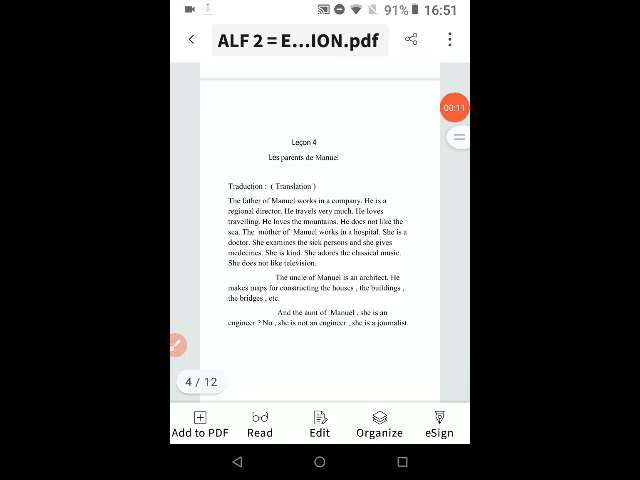 91% 16:51
ALF 2 = E...ION.pdf
00:11
Leçon 4
Les parents de Manuel
Traduction : ( Translation )
The father of Manuel works in a company. He is a
regional director. He travels very much. He loves
travelling. He loves the mountains. He does not like the
sea. The mother of Manuel works in a hospital. She is a
doctor. She examines the sick persons and she gives
medecines. She is kind. She adores the classical music.
She does not like television.
The uncle of Manuel is an architect. He
makes maps for constructing the houses , the buildings ,
the bridges , etc.
And the aunt of Manuel , she is an
engineer ? No , she is not an engineer , she is a journalist.
4 / 12
Add to PDF Read Edit Organize eSign